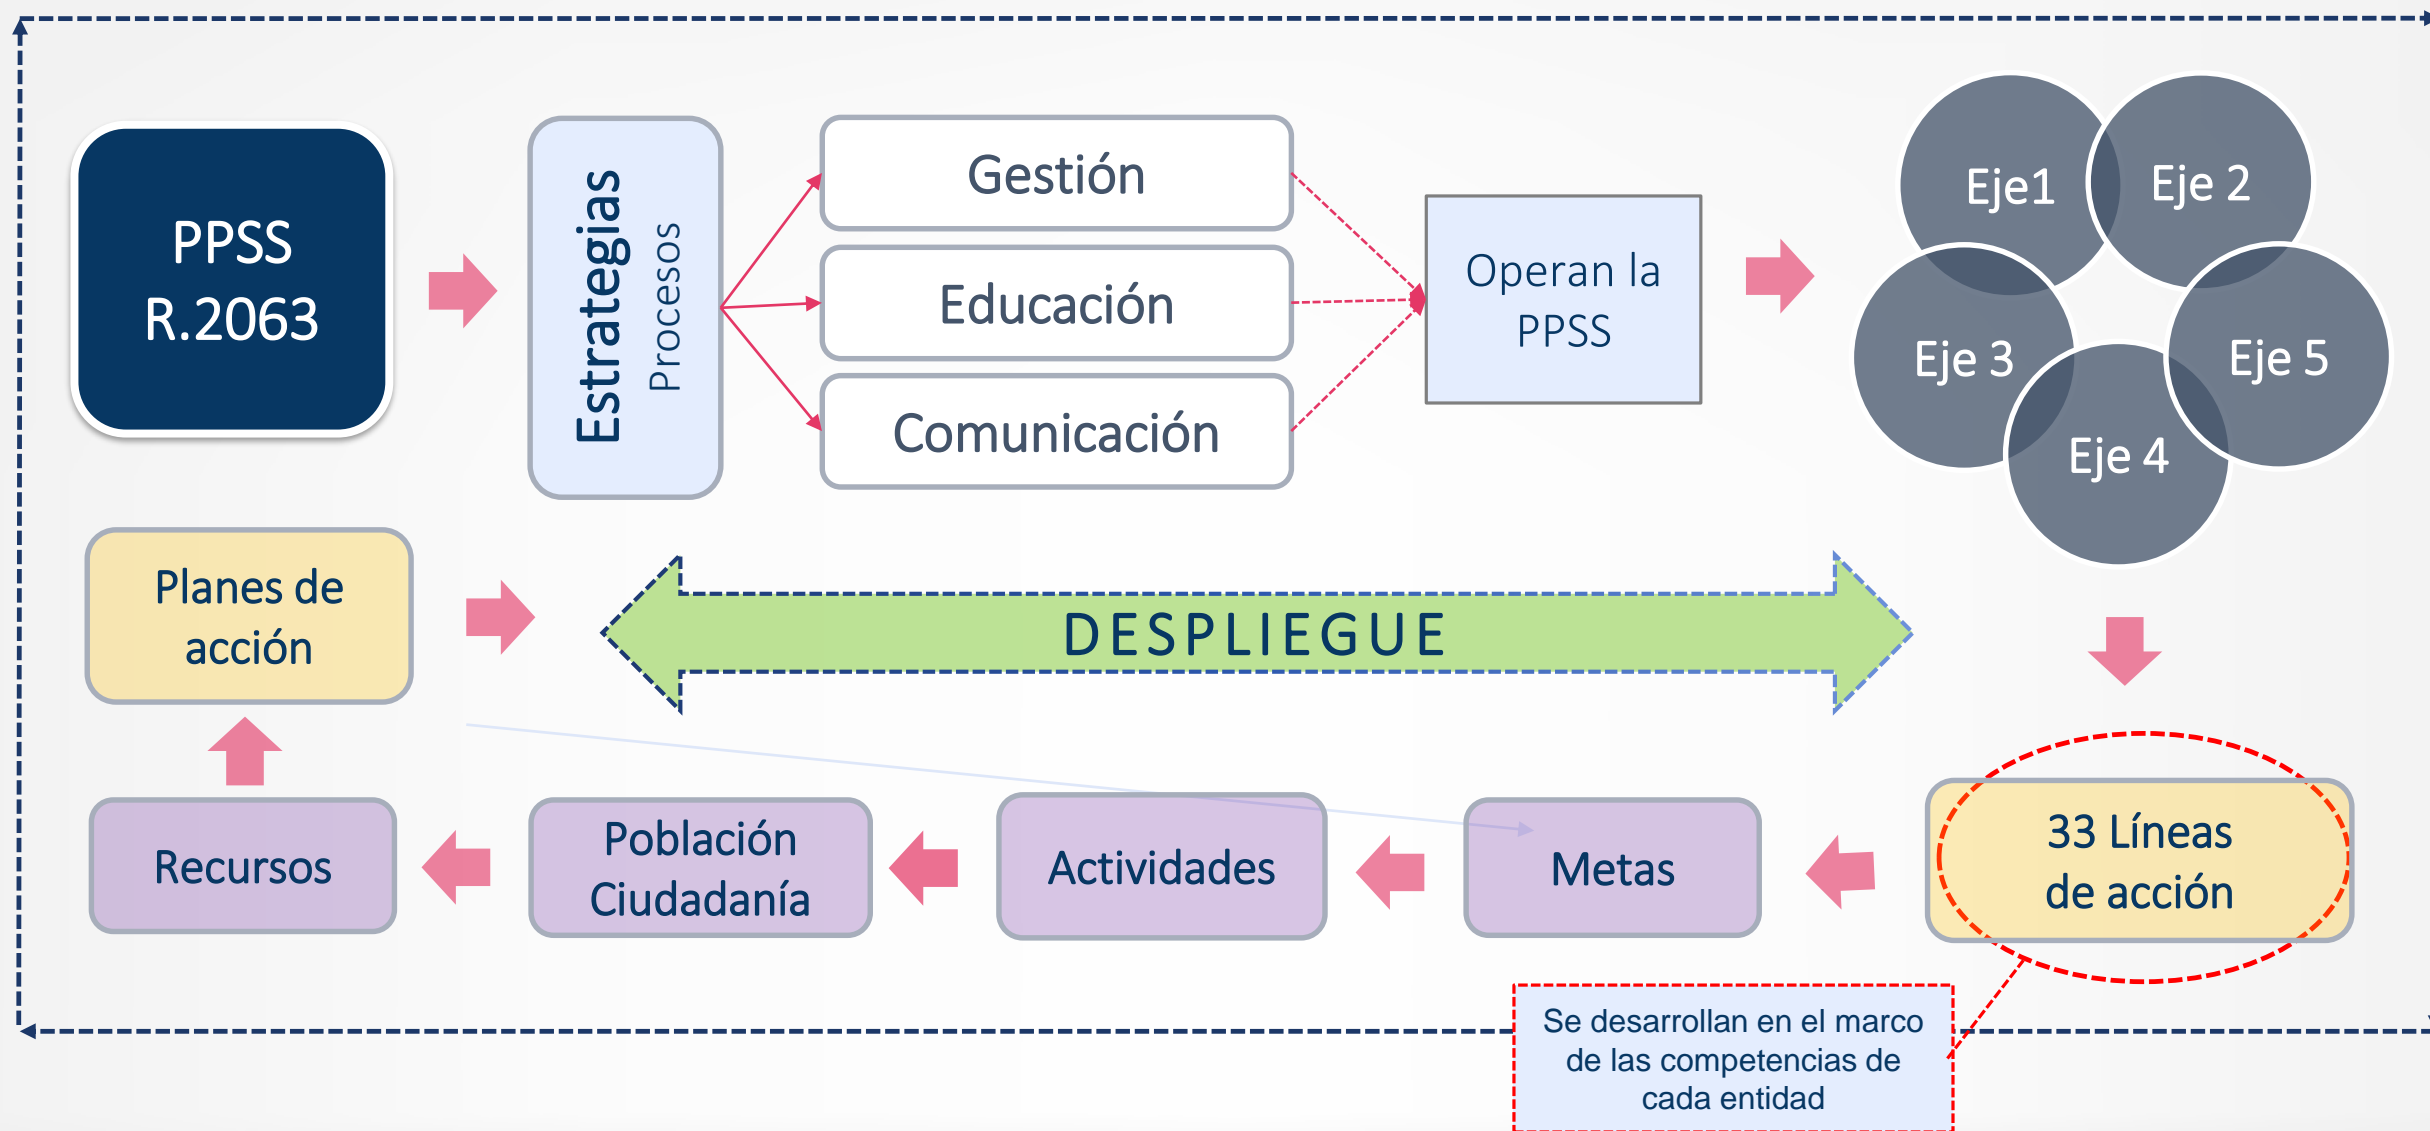 PPSS
R.2063
Estrategias
Procesos
Gestión
Educación
Comunicación
Operan la
PPSS
Eje1
Eje 2
Eje 3
Eje 4
Eje 5
Planes de
acción
DESPLIEGUE
Recursos
Población
Ciudadanía
Actividades
Metas
33 Líneas
de acción
Se desarrollan en el marco
de las competencias de
cada entidad